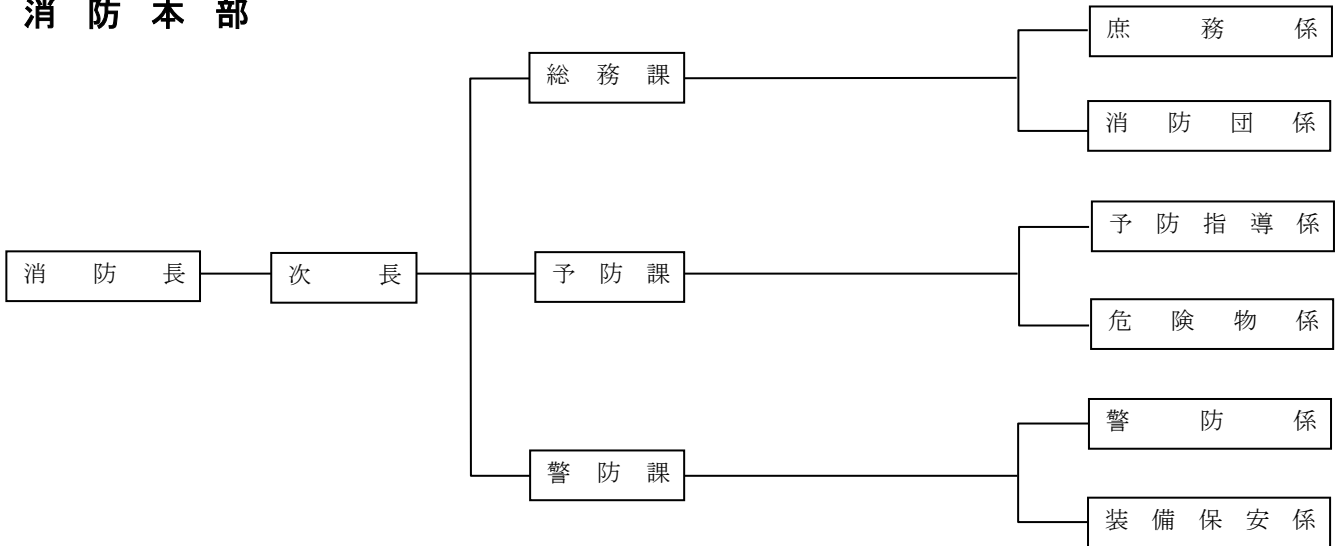 消防本部
庶務係
総務課
消防団係
予防指導係
消防長
次長
予防課
危険物係
警防係
警防課
装備保安係